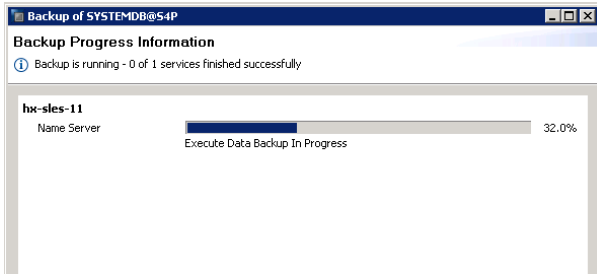 Backup of SYSTEMDB@S4P
Backup Progress Information
Backup is running - 0 of 1 services finished successfully
hx-sles-11
Name Server 32.0%
Execute Data Backup In Progress